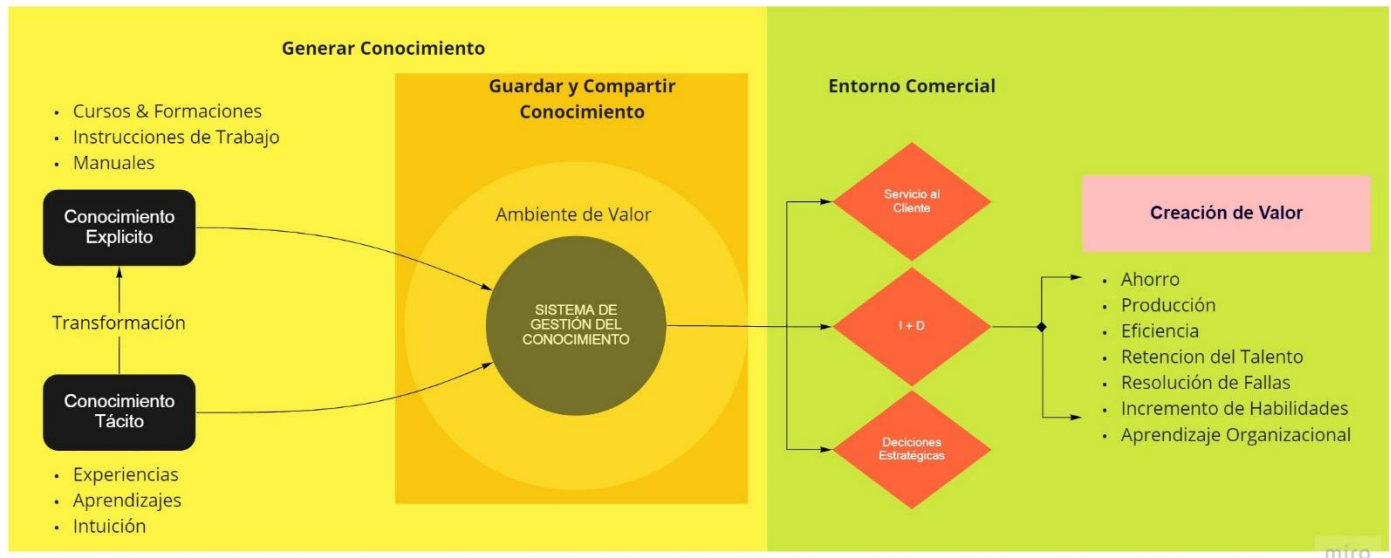 Generar Conocimiento
Guardar y Compartir
Conocimiento
Entorno Comercial
• Cursos & Formaciones
• Instrucciones de Trabajo
• Manuales
Conocimiento
Explicito
Transformación
Conocimiento
Tácito
• Experiencias
• Aprendizajes
• Intuición
Ambiente de Valor
SISTEMA DE
GESTIÓN DEL
CONOCIMIENTO
Servicio al
Cliente
I + D
Deciciones
Estratégicas
Creación de Valor
• Ahorro
• Producción
• Eficiencia
• Retencion del Talento
• Resolución de Fallas
• Incremento de Habilidades
• Aprendizaje Organizacional
miro